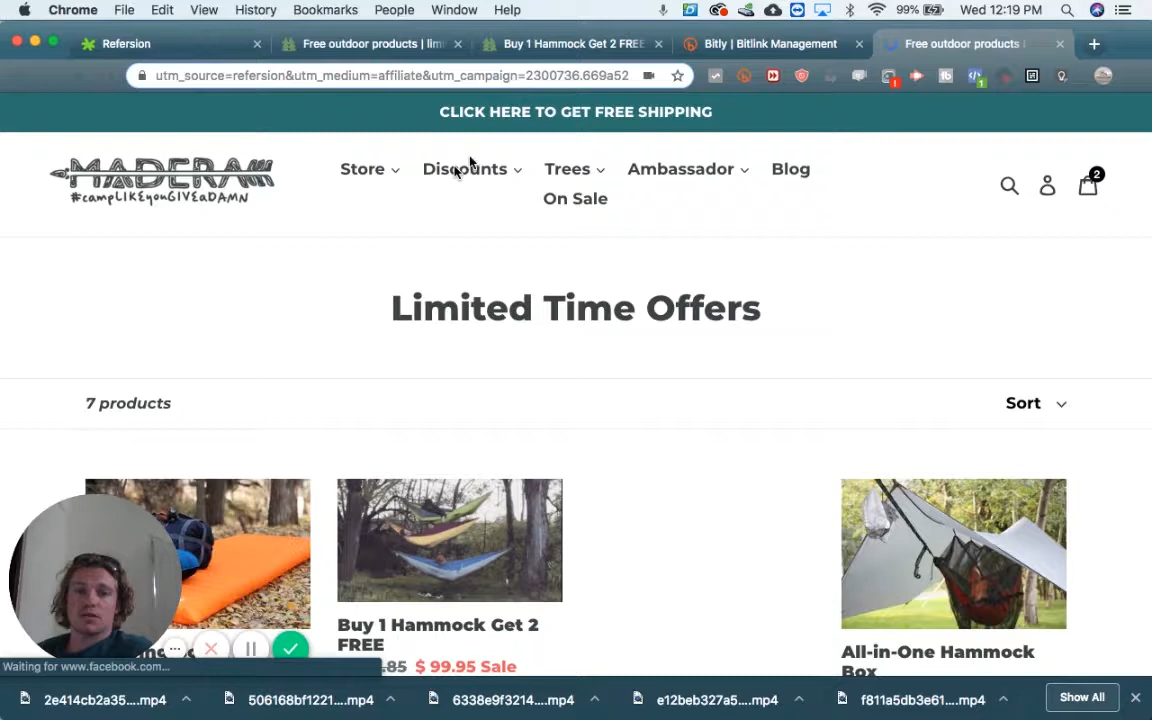 Chrome File Edit View History Bookmarks People Window Help 99% Wed 12:19 PM
Refersion Free outdoor products | lim Buy 1 Hammock Get 2 FREE Bitly | Bitlink Management Free outdoor products |
utm_source=refersion&utm_medium=affiliate&utm_campaign=2300736.669a52
CLICK HERE TO GET FREE SHIPPING
MADERA
#campLIKEyouGIVEaDAMN
Store Discounts Trees Ambassador Blog
On Sale
2
Limited Time Offers
7 products
Sort
Buy 1 Hammock Get 2
FREE
.85 $ 99.95 Sale
All-in-One Hammock
Box
Waiting for www.facebook.com...
2e414cb2a35....mp4 506168bf1221....mp4 6338e9f3214....mp4 e12beb327a5....mp4 f811a5db3e61....mp4 Show All